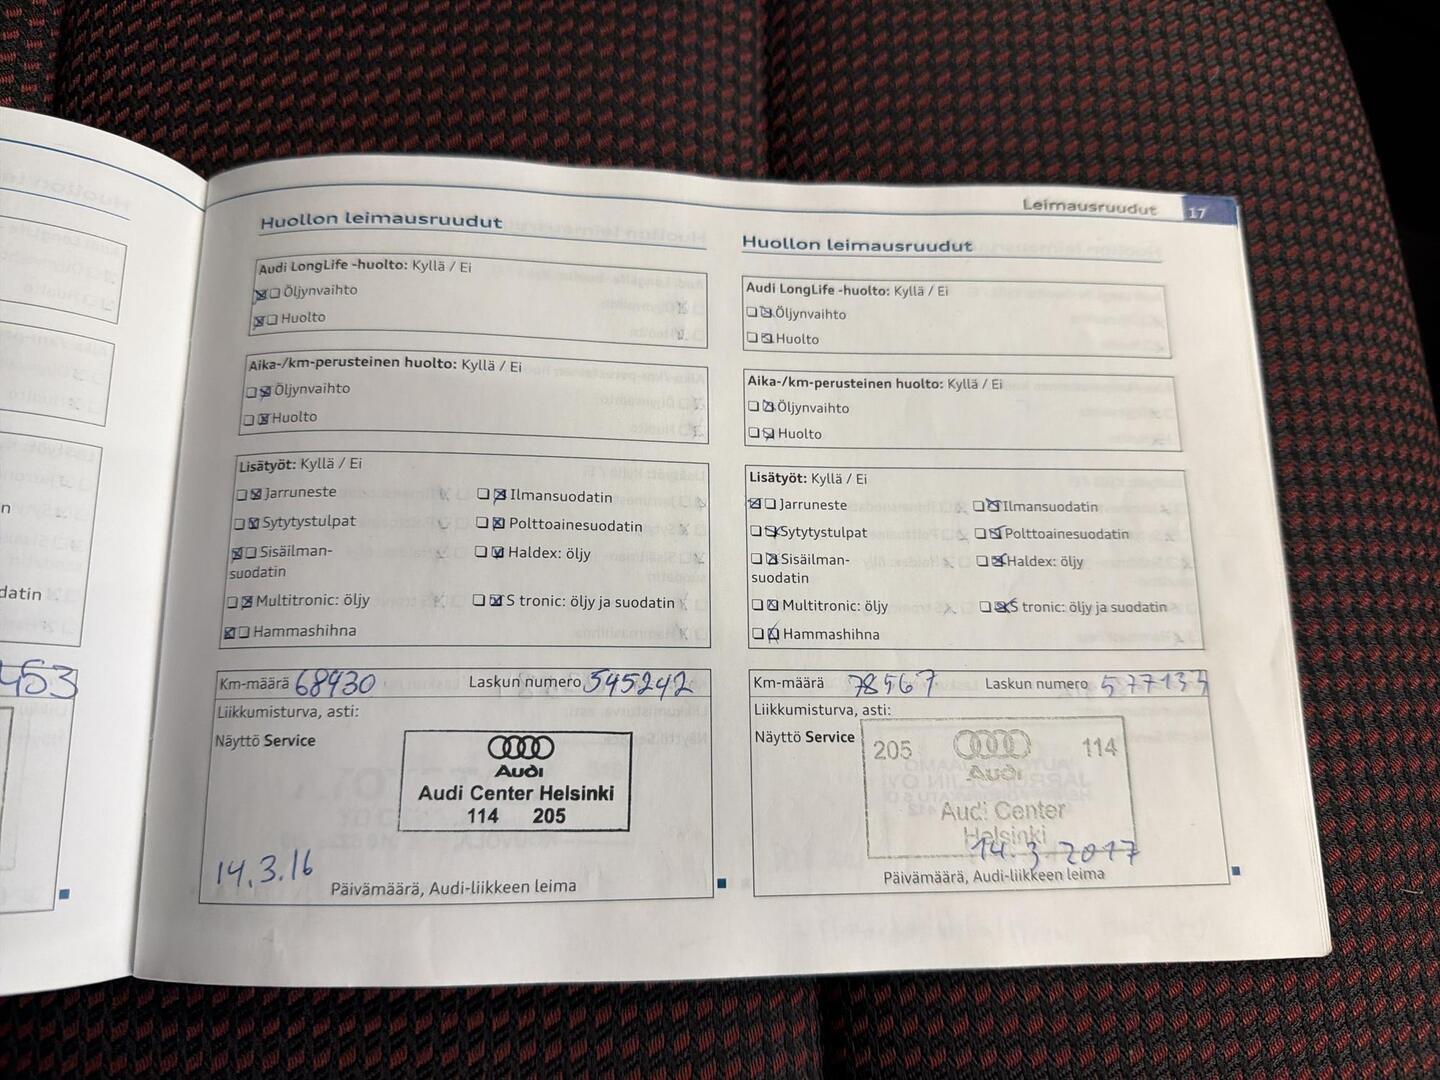 n
datin
453
Leimausruudut 17
Huollon leimausruudut
Audi LongLife -huolto: Kyllä / Ei
Öljynvaihto
Huolto
Aika-/km-perusteinen huolto: Kyllä / Ei
Öljynvaihto
Huolto
Lisätyöt: Kyllä / Ei
Jarruneste Ilmansuodatin
Sytytystulpat Polttoainesuodatin
Sisäilman- Haldex: öljy
suodatin
Multitronic: öljy S tronic: öljy ja suodatin
Hammashihna
Km-määrä 68930 Laskun numero 545242
Liikkumisturva, asti:
Näyttö Service
Audi
Audi Center Helsinki
114 205
14.3.16
Päivämäärä, Audi-liikkeen leima
Huollon leimausruudut
Audi LongLife -huolto: Kyllä / Ei
Öljynvaihto
Huolto
Aika-/km-perusteinen huolto: Kyllä / Ei
Öljynvaihto
Huolto
Lisätyöt: Kyllä / Ei
Jarruneste Ilmansuodatin
Sytytystulpat Polttoainesuodatin
Sisäilman- Haldex: öljy
suodatin
Multitronic: öljy S tronic: öljy ja suodatin
Hammashihna
Km-määrä 78567 Laskun numero 577137
Liikkumisturva, asti:
Näyttö Service
205 114
Audi
Audi Center
Helsinki
14.3 2017
Päivämäärä, Audi-liikkeen leima